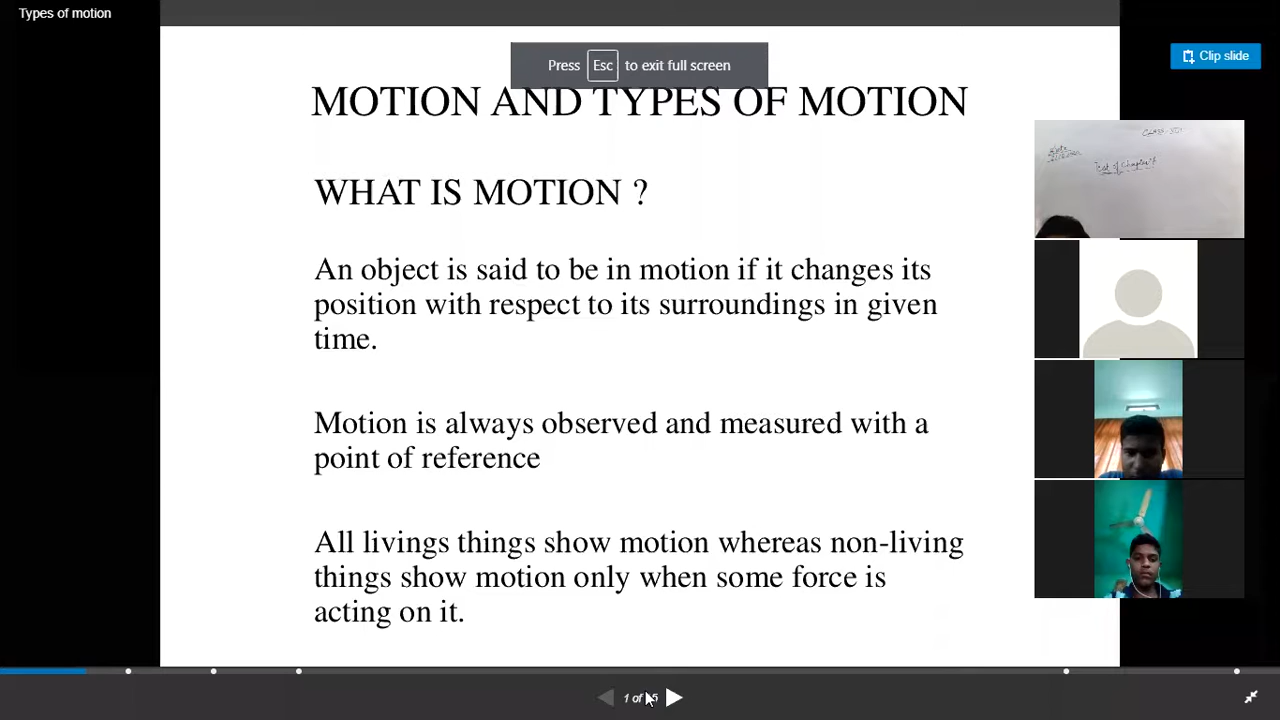 Types of motion
Press Esc to exit full screen
Clip slide
MOTION AND TYPES OF MOTION
WHAT IS MOTION ?
An object is said to be in motion if it changes its
position with respect to its surroundings in given
time.
Motion is always observed and measured with a
point of reference
All livings things show motion whereas non-living
things show motion only when some force is
acting on it.
Test of Chapter
1 of